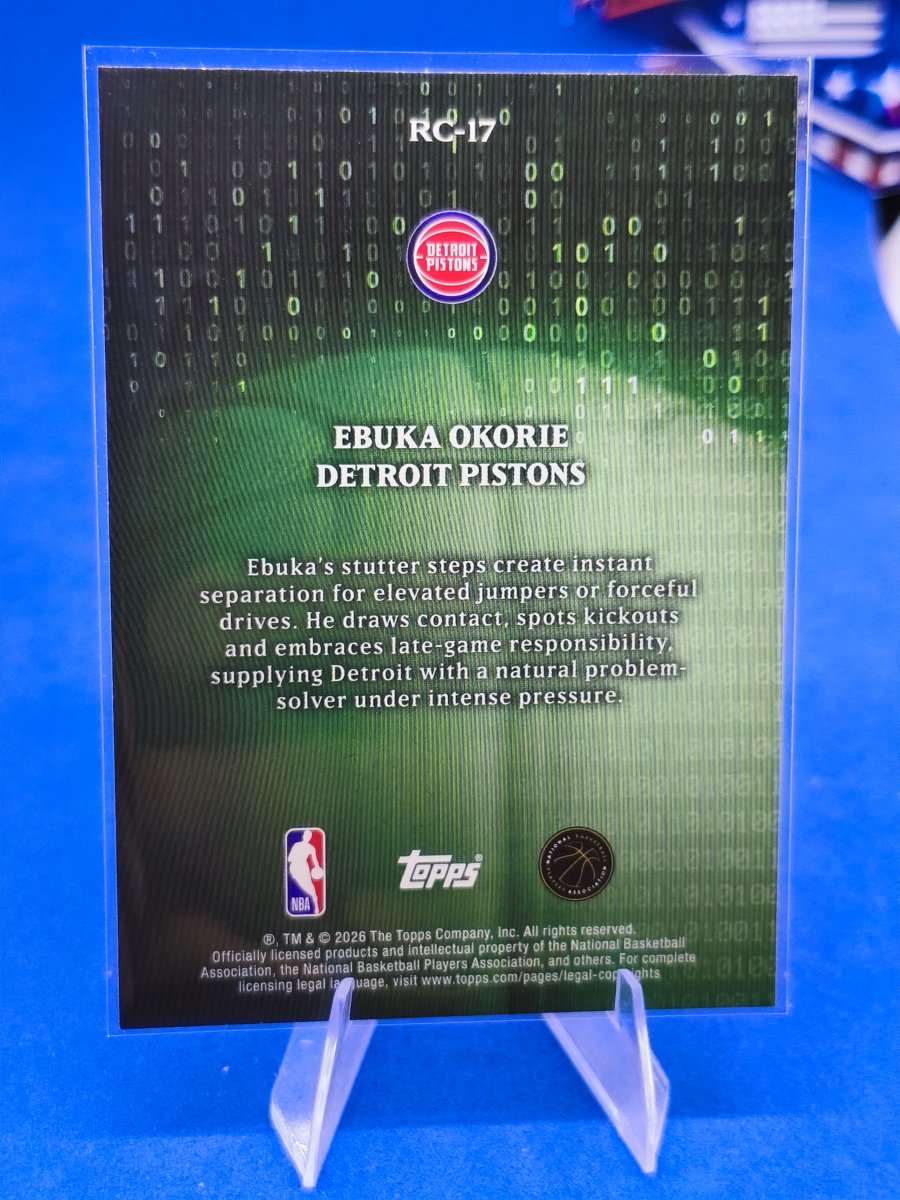 RC-17
DETROIT
PISTONS
EBUKA OKORIE
DETROIT PISTONS
Ebuka's stutter steps create instant
separation for elevated jumpers or forceful
drives. He draws contact, spots kickouts
and embraces late-game responsibility,
supplying Detroit with a natural problem-
solver under intense pressure.
NBA
TOPPS®
NATIONAL BASKETBALL
PLAYERS ASSOCIATION
®, TM & © 2026 The Topps Company, Inc. All rights reserved.
Officially licensed products and intellectual property of the National Basketball
Association, the National Basketball Players Association, and others. For complete
licensing legal language, visit www.topps.com/pages/legal-copyrights